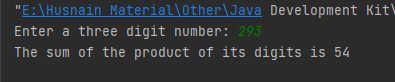 "E:\Husnain Material\Other\Java Development Kit\
Enter a three digit number: 293
The sum of the product of its digits is 54